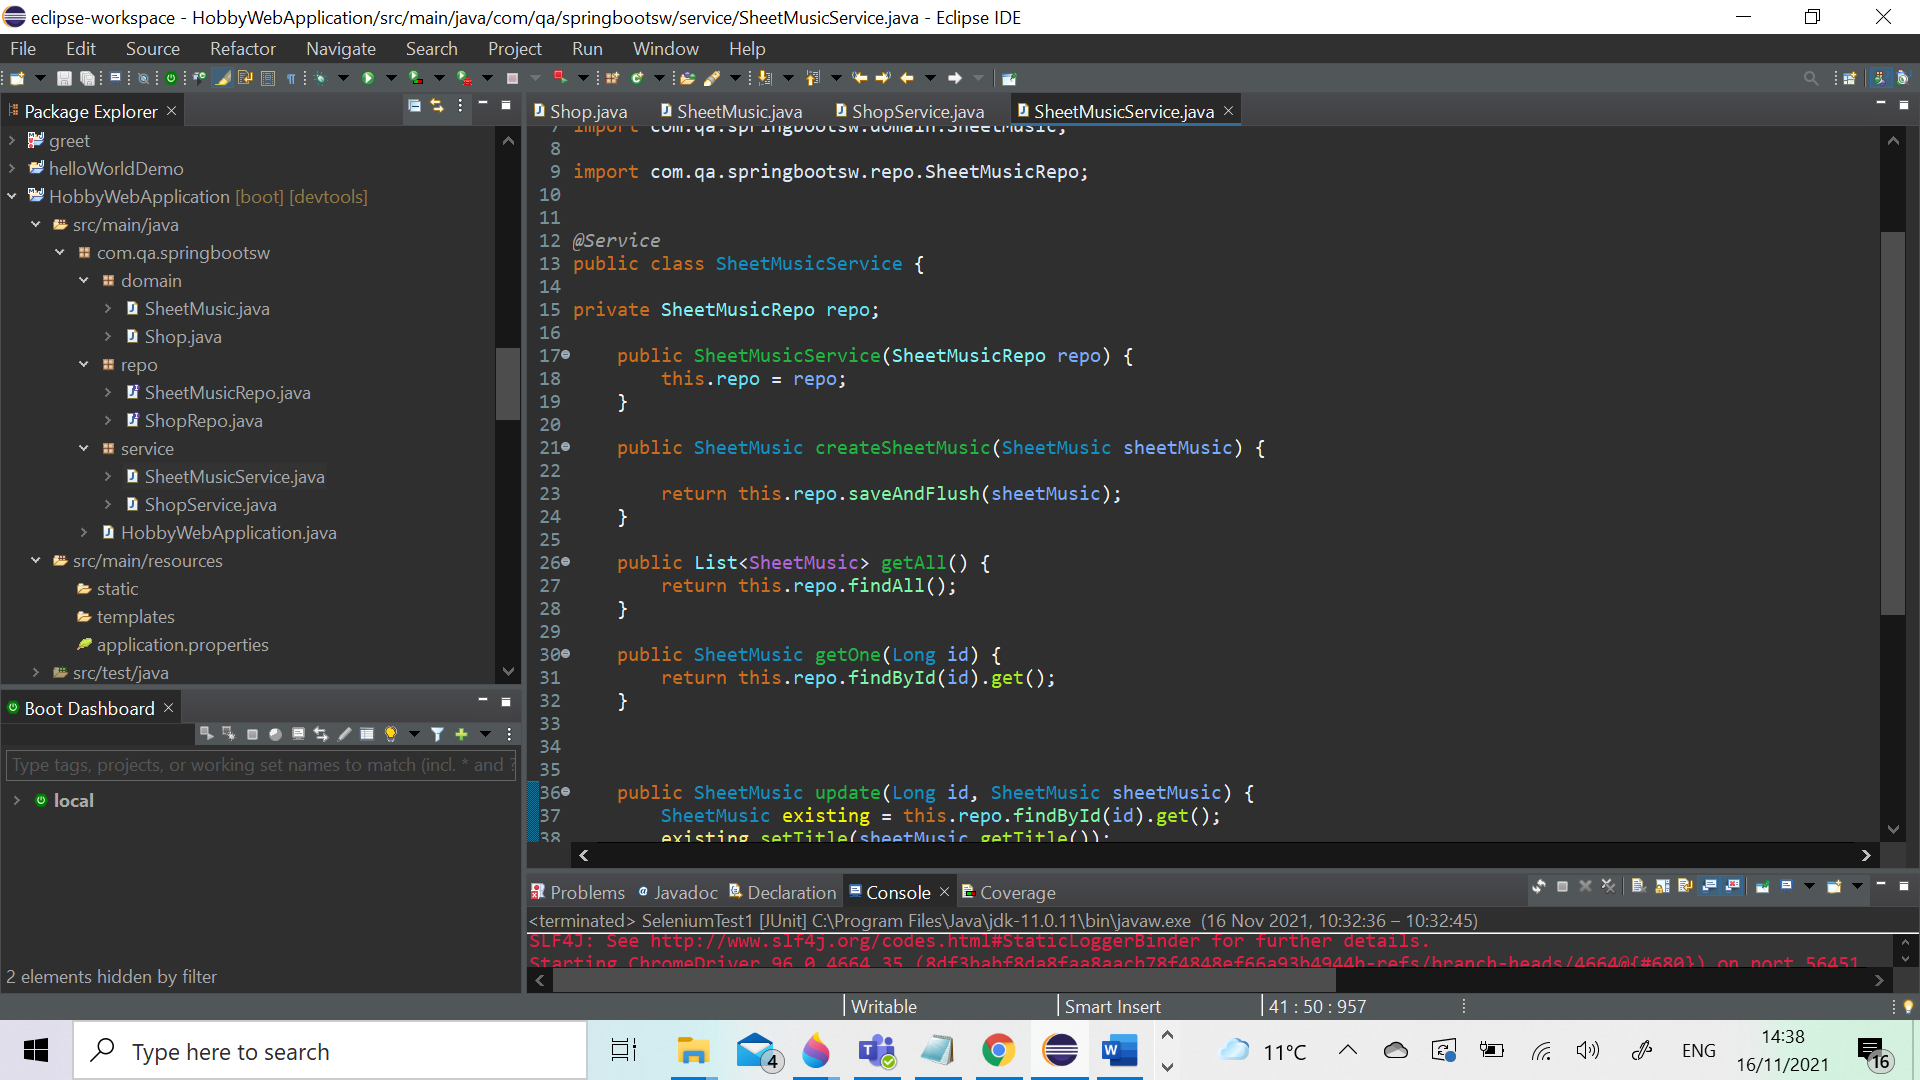 eclipse-workspace - HobbyWebApplication/src/main/java/com/qa/springbootsw/service/SheetMusicService.java - Eclipse IDE
File Edit Source Refactor Navigate Search Project Run Window Help
Package Explorer
greet
helloWorldDemo
HobbyWebApplication [boot] [devtools]
src/main/java
com.qa.springbootsw
domain
SheetMusic.java
Shop.java
repo
SheetMusicRepo.java
ShopRepo.java
service
SheetMusicService.java
ShopService.java
HobbyWebApplication.java
src/main/resources
static
templates
application.properties
src/test/java
Boot Dashboard
Type tags, projects, or working set names to match (incl. * and ?
local
2 elements hidden by filter
Shop.java SheetMusic.java ShopService.java SheetMusicService.java
7 import com.qa.springbootsw.domain.SheetMusic;
8
9 import com.qa.springbootsw.repo.SheetMusicRepo;
10
11
12 @Service
13 public class SheetMusicService {
14
15 private SheetMusicRepo repo;
16
17 public SheetMusicService(SheetMusicRepo repo) {
18 this.repo = repo;
19 }
20
21 public SheetMusic createSheetMusic(SheetMusic sheetMusic) {
22
23 return this.repo.saveAndFlush(sheetMusic);
24 }
25
26 public List<SheetMusic> getAll() {
27 return this.repo.findAll();
28 }
29
30 public SheetMusic getOne(Long id) {
31 return this.repo.findById(id).get();
32 }
33
34
35
36 public SheetMusic update(Long id, SheetMusic sheetMusic) {
37 SheetMusic existing = this.repo.findById(id).get();
38 existing.setTitle(sheetMusic.getTitle());
Problems Javadoc Declaration Console Coverage
<terminated> SeleniumTest1 [JUnit] C:\Program Files\Java\jdk-11.0.11\bin\javaw.exe (16 Nov 2021, 10:32:36 – 10:32:45)
SLF4J: See http://www.slf4j.org/codes.html#StaticLoggerBinder for further details.
Starting ChromeDriver 96.0.4664.35 on port 56451
Writable Smart Insert 41 : 50 : 957
Type here to search
4
11°C
ENG
14:38
16/11/2021
16